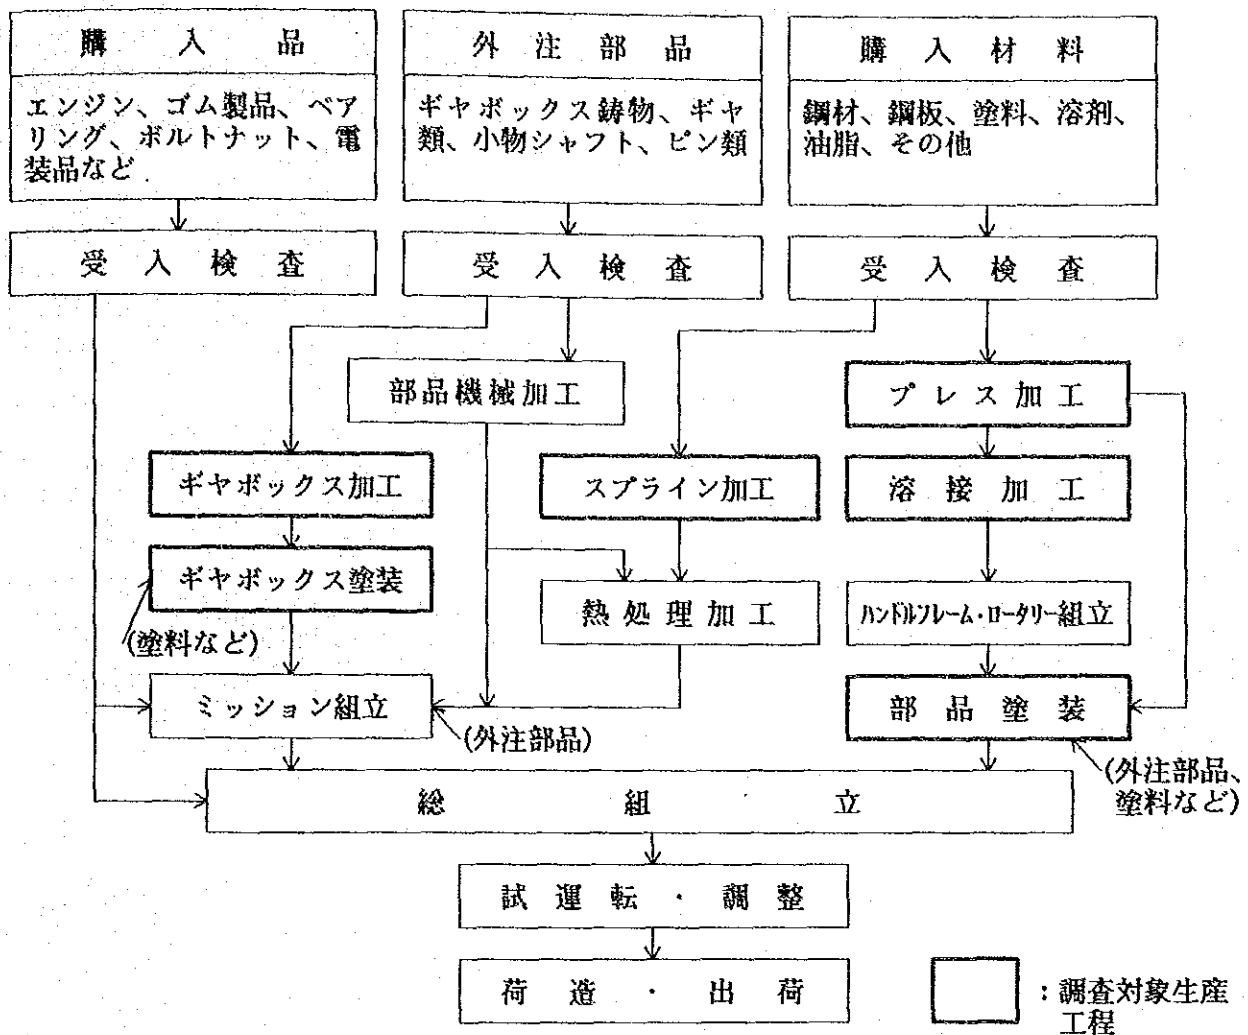 購入品
エンジン、ゴム製品、ベア
リング、ボルトナット、電
装品など
外注部品
ギヤボックス鋳物、ギヤ
類、小物シャフト、ピン類
購入材料
鋼材、鋼板、塗料、溶剤、
油脂、その他
受入検査
受入検査
受入検査
部品機械加工
プレス加工
ギヤボックス加工
スプライン加工
溶接加工
ギヤボックス塗装
熱処理加工
ハンドルフレーム・ロータリー組立
(塗料など)
ミッション組立
(外注部品)
部品塗装
(外注部品、
塗料など)
総組立
試運転・調整
荷造・出荷
:調査対象生産
工程